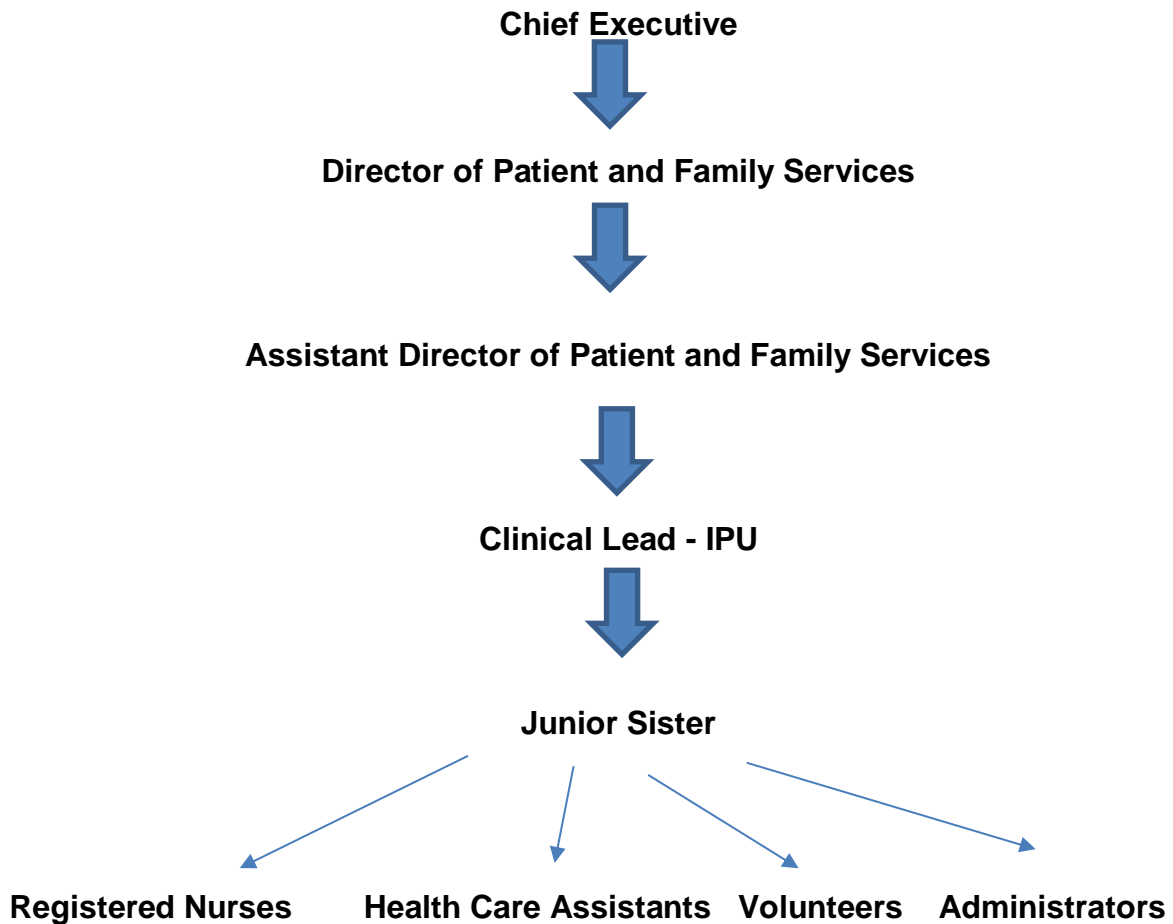 Chief Executive
Director of Patient and Family Services
Assistant Director of Patient and Family Services
Clinical Lead - IPU
Junior Sister
Registered Nurses Health Care Assistants Volunteers Administrators